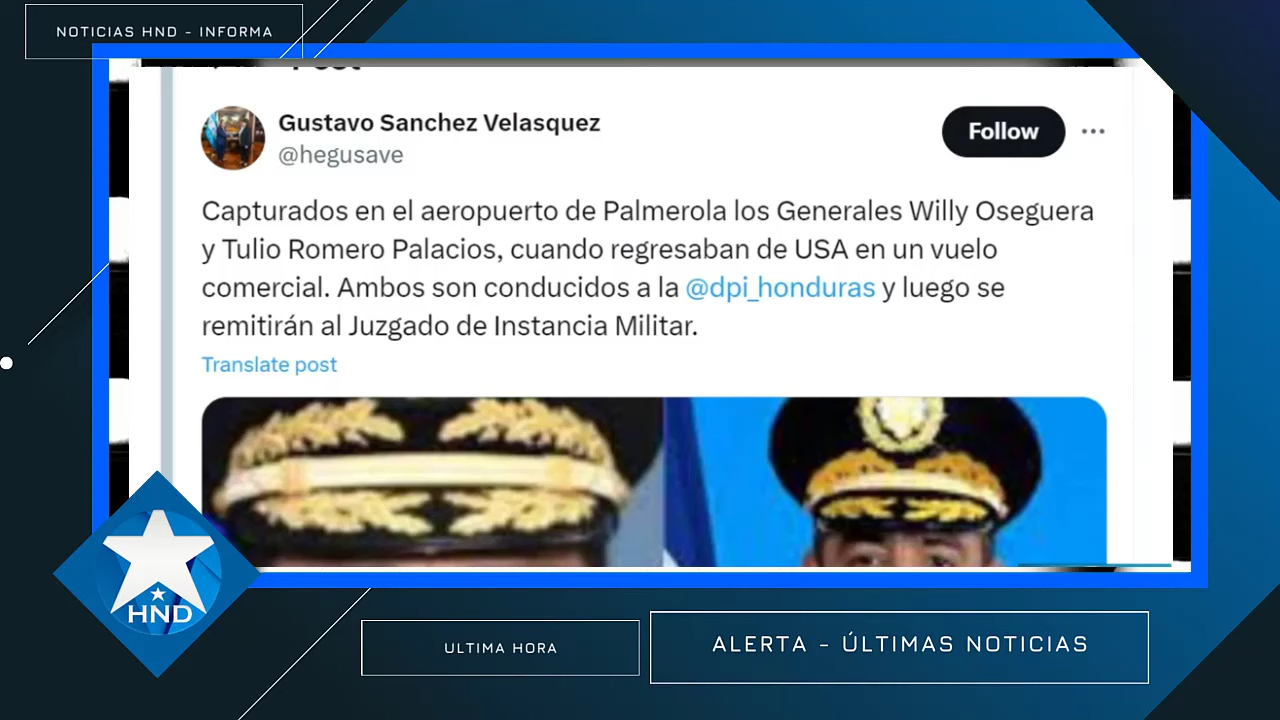 NOTICIAS HND - INFORMA
Post
Gustavo Sanchez Velasquez
@hegusave
Follow
Capturados en el aeropuerto de Palmerola los Generales Willy Oseguera
y Tulio Romero Palacios, cuando regresaban de USA en un vuelo
comercial. Ambos son conducidos a la @dpi_honduras y luego se
remitirán al Juzgado de Instancia Militar.
Translate post
HND
ULTIMA HORA
ALERTA - ÚLTIMAS NOTICIAS